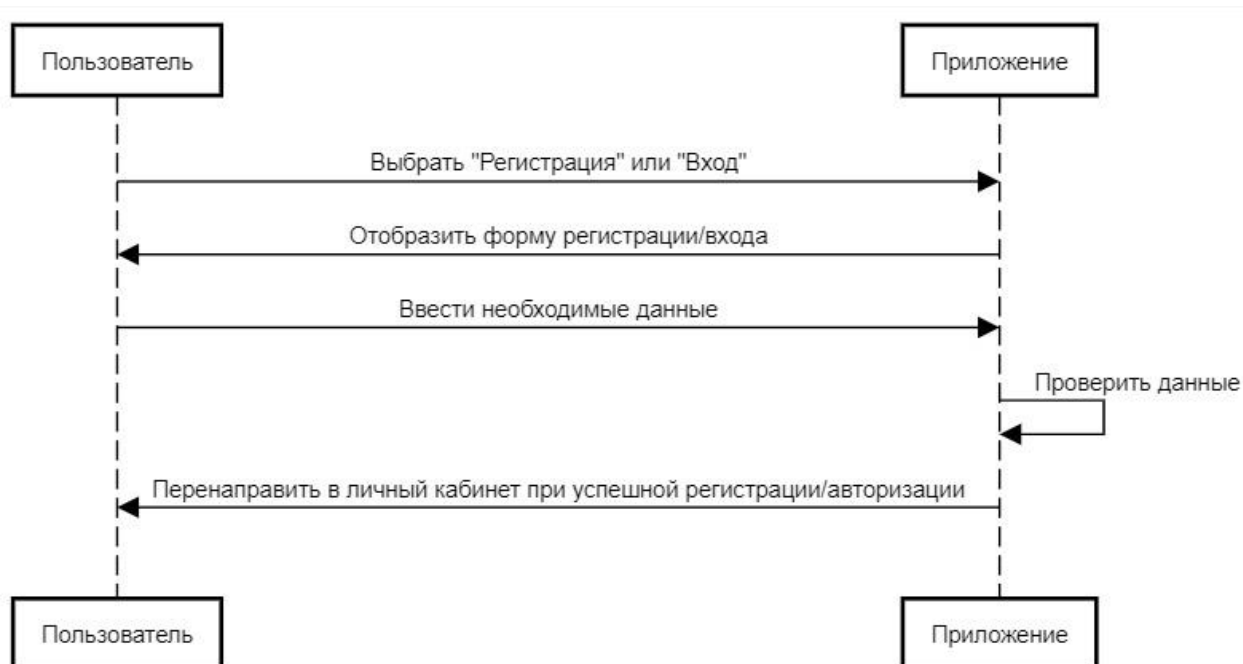 Пользователь
Приложение
Выбрать "Регистрация" или "Вход"
Отобразить форму регистрации/входа
Ввести необходимые данные
Проверить данные
Перенаправить в личный кабинет при успешной регистрации/авторизации
Пользователь
Приложение